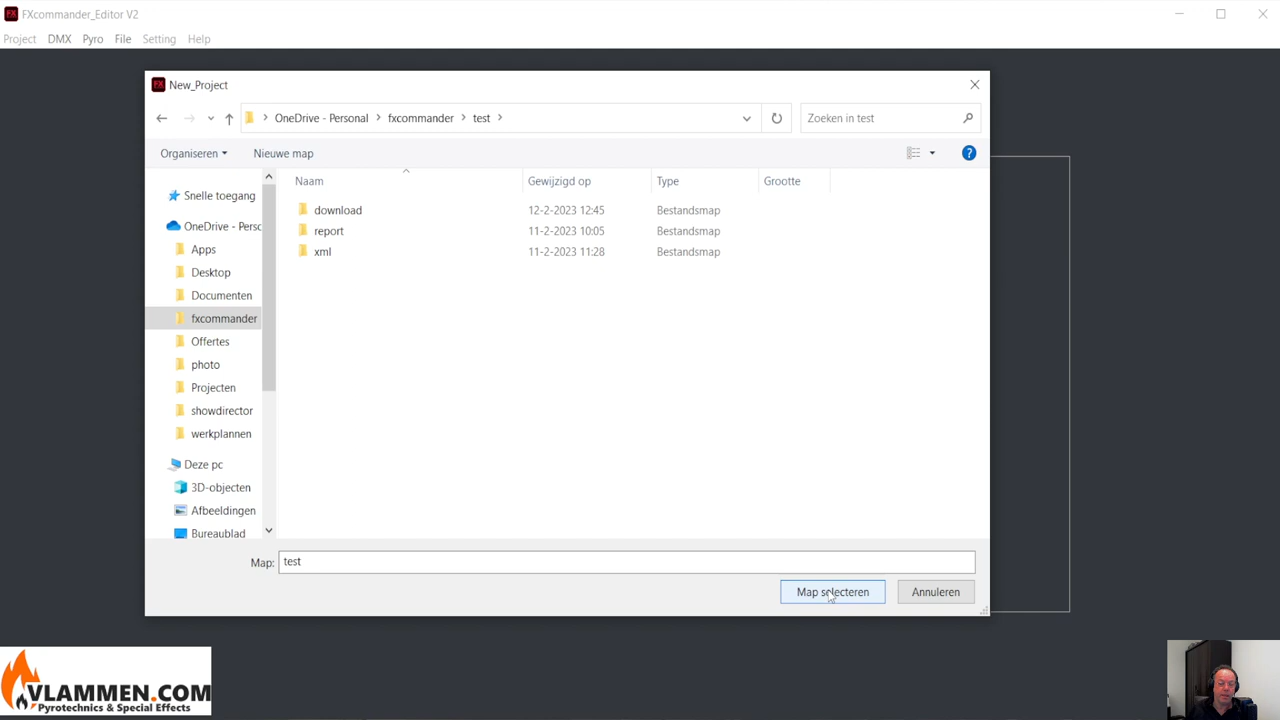 FXcommander_Editor V2
Project DMX Pyro File Setting Help
New_Project
OneDrive - Personal fxcommander test
Zoeken in test
Organiseren Nieuwe map
Naam Gewijzigd op Type Grootte
download 12-2-2023 12:45 Bestandsmap
report 11-2-2023 10:05 Bestandsmap
xml 11-2-2023 11:28 Bestandsmap
Snelle toegang
OneDrive - Perso
Apps
Desktop
Documenten
fxcommander
Offertes
photo
Projecten
showdirector
werkplannen
Deze pc
3D-objecten
Afbeeldingen
Bureaublad
Map: test
Map selecteren Annuleren
VLAMMEN.COM
Pyrotechnics & Special Effects